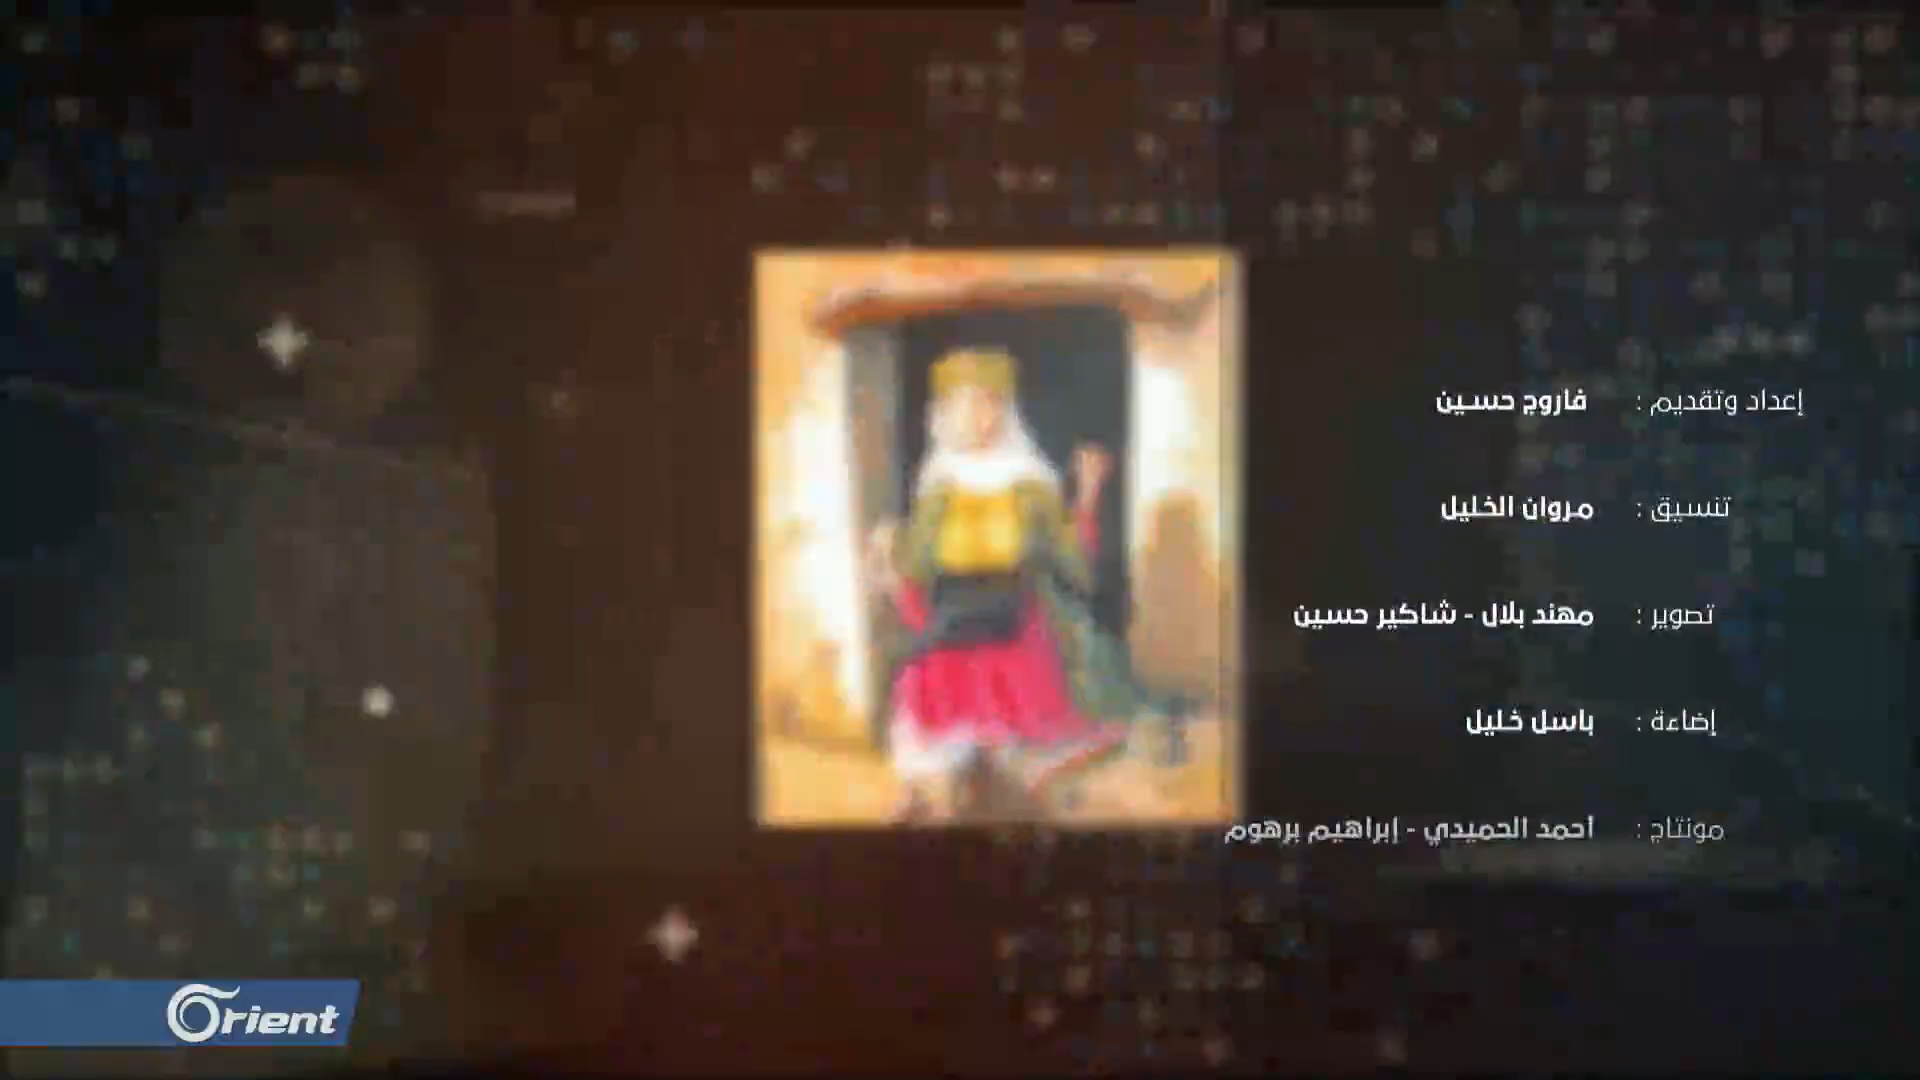 إعداد وتقديم : فاروج حسين
تنسيق : مروان الخليل
تصوير : مهند بلال - شاكير حسين
إضاءة : باسل خليل
مونتاج : أحمد الحميدي - إبراهيم برهوم
Orient